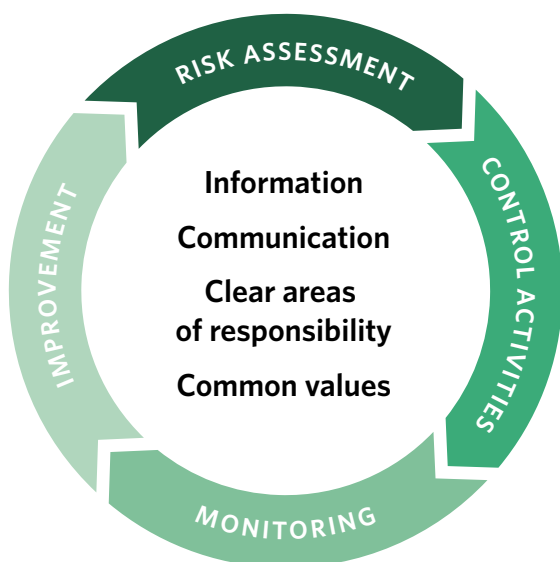 RISK ASSESSMENT
CONTROL ACTIVITIES
MONITORING
IMPROVEMENT
Information
Communication
Clear areas
of responsibility
Common values